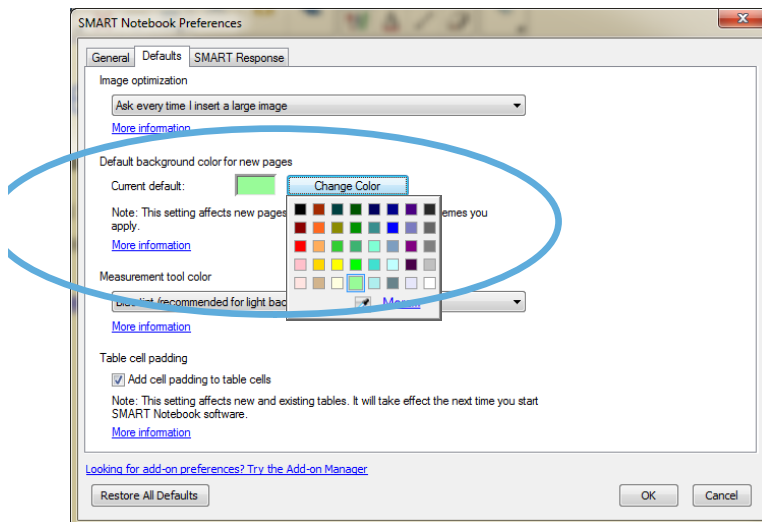 SMART Notebook Preferences
General Defaults SMART Response
Image optimization
Ask every time I insert a large image
More information
Default background color for new pages
Current default: Change Color
Note: This setting affects new pages emes you
apply.
More information
Measurement tool color
(recommended for light bac
More information
Table cell padding
Add cell padding to table cells
Note: This setting affects new and existing tables. It will take effect the next time you start
SMART Notebook software.
More information
Looking for add-on preferences? Try the Add-on Manager
Restore All Defaults OK Cancel